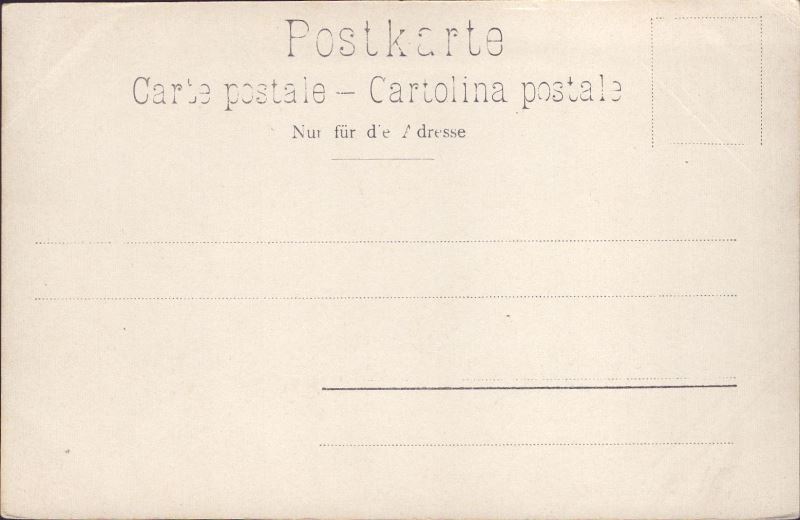 Postkarte
Carte postale – Cartolina postale
Nur für die Adresse